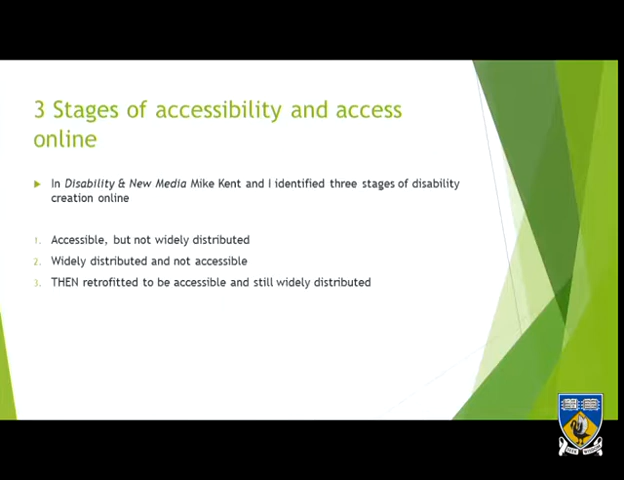 3 Stages of accessibility and access
online
In Disability & New Media Mike Kent and I identified three stages of disability
creation online
1. Accessible, but not widely distributed
2. Widely distributed and not accessible
3. THEN retrofitted to be accessible and still widely distributed